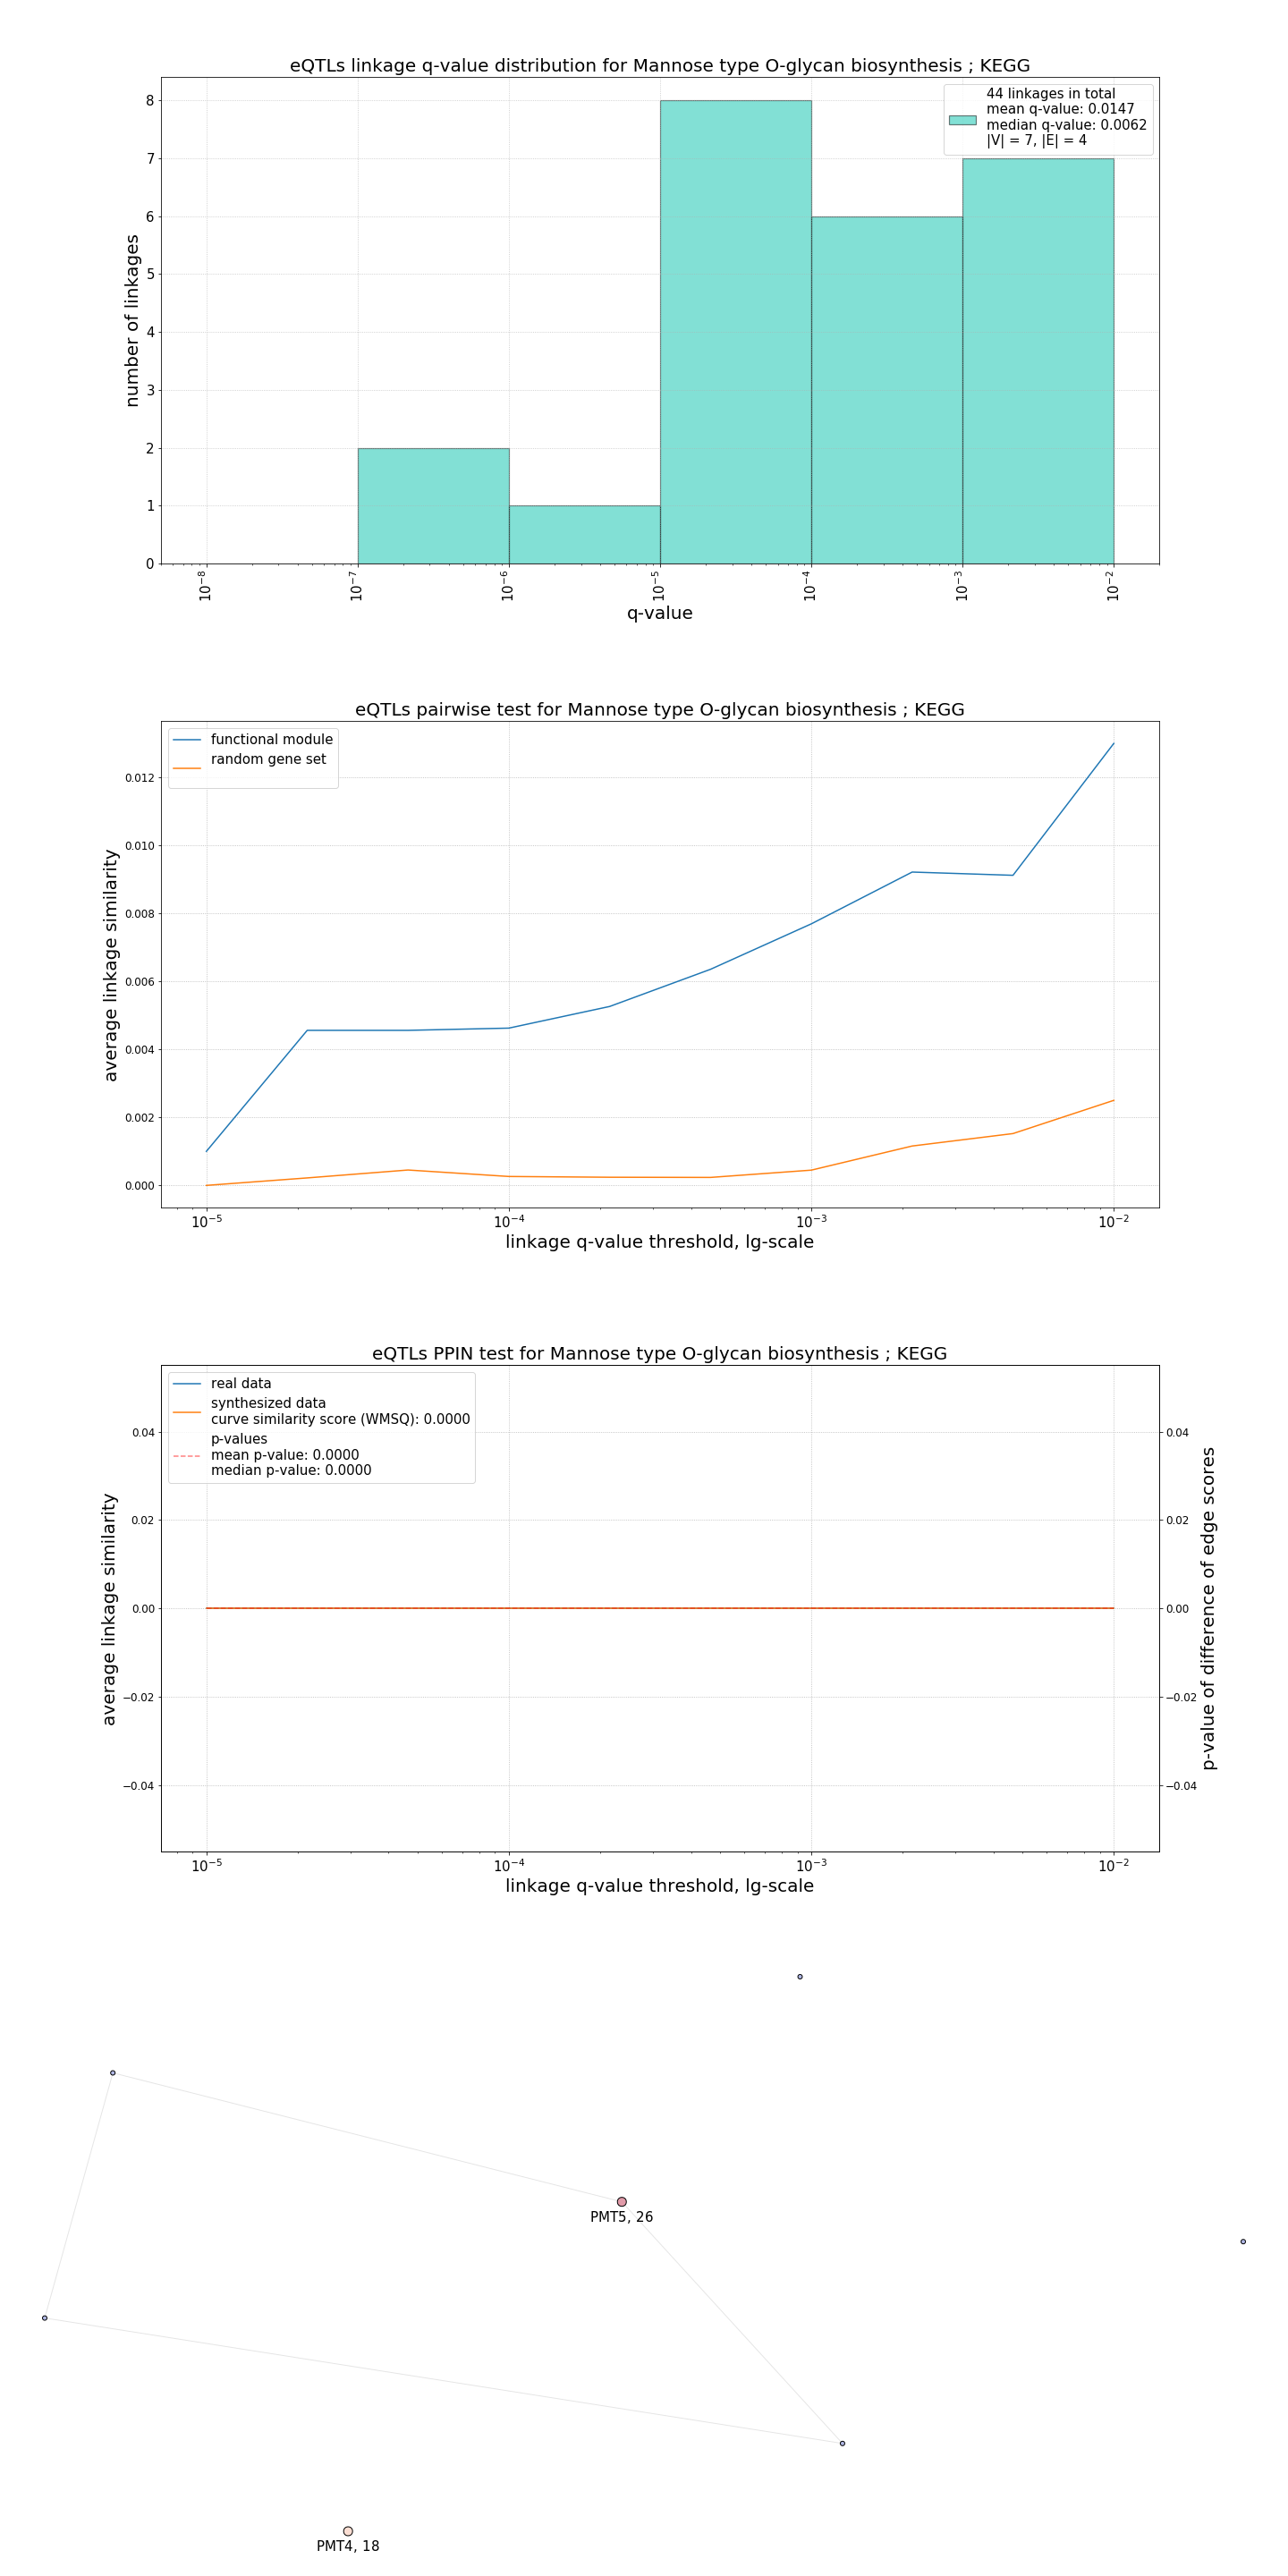 eQTLs linkage q-value distribution for Mannose type O-glycan biosynthesis ; KEGG
44 linkages in total
mean q-value: 0.0147
median q-value: 0.0062
|V| = 7, |E| = 4
number of linkages
8
7
6
5
4
3
2
1
0
10⁻⁸
10⁻⁷
10⁻⁶
10⁻⁵
10⁻⁴
10⁻³
10⁻²
q-value
eQTLs pairwise test for Mannose type O-glycan biosynthesis ; KEGG
functional module
random gene set
average linkage similarity
0.012
0.010
0.008
0.006
0.004
0.002
0.000
10⁻⁵
10⁻⁴
10⁻³
10⁻²
linkage q-value threshold, lg-scale
eQTLs PPIN test for Mannose type O-glycan biosynthesis ; KEGG
real data
synthesized data
curve similarity score (WMSQ): 0.0000
p-values
mean p-value: 0.0000
median p-value: 0.0000
average linkage similarity
0.04
0.02
0.00
−0.02
−0.04
0.04
0.02
0.00
−0.02
−0.04
p-value of difference of edge scores
10⁻⁵
10⁻⁴
10⁻³
10⁻²
linkage q-value threshold, lg-scale
PMT5, 26
PMT4, 18